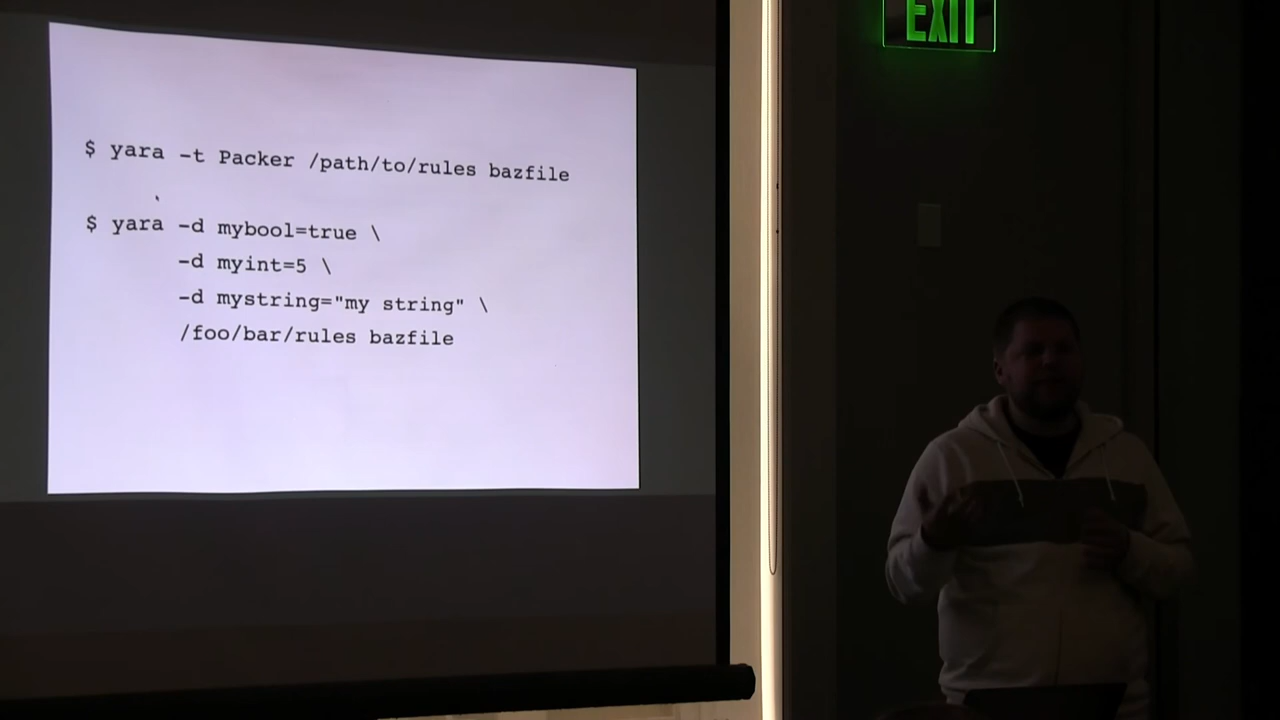 EXIT
$ yara -t Packer /path/to/rules bazfile
$ yara -d mybool=true \
-d myint=5 \
-d mystring="my string" \
/foo/bar/rules bazfile